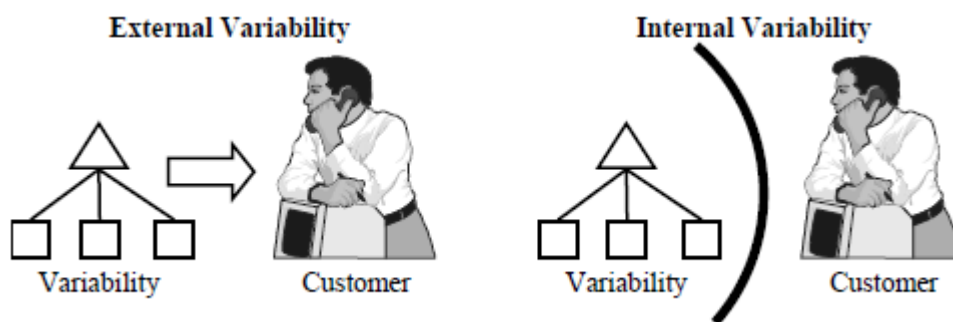 External Variability
Internal Variability
Variability
Customer
Variability
Customer